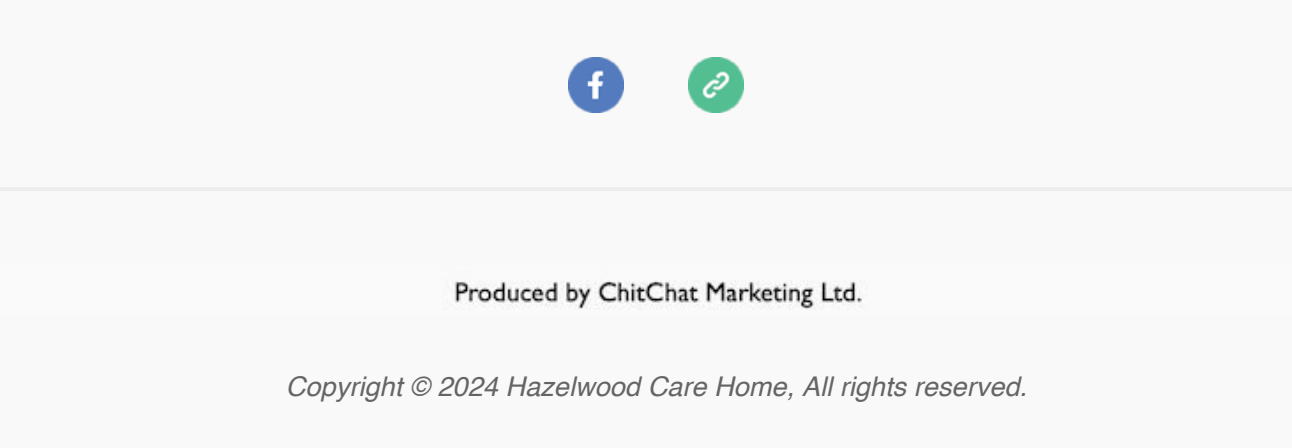 Produced by ChitChat Marketing Ltd.
Copyright © 2024 Hazelwood Care Home, All rights reserved.